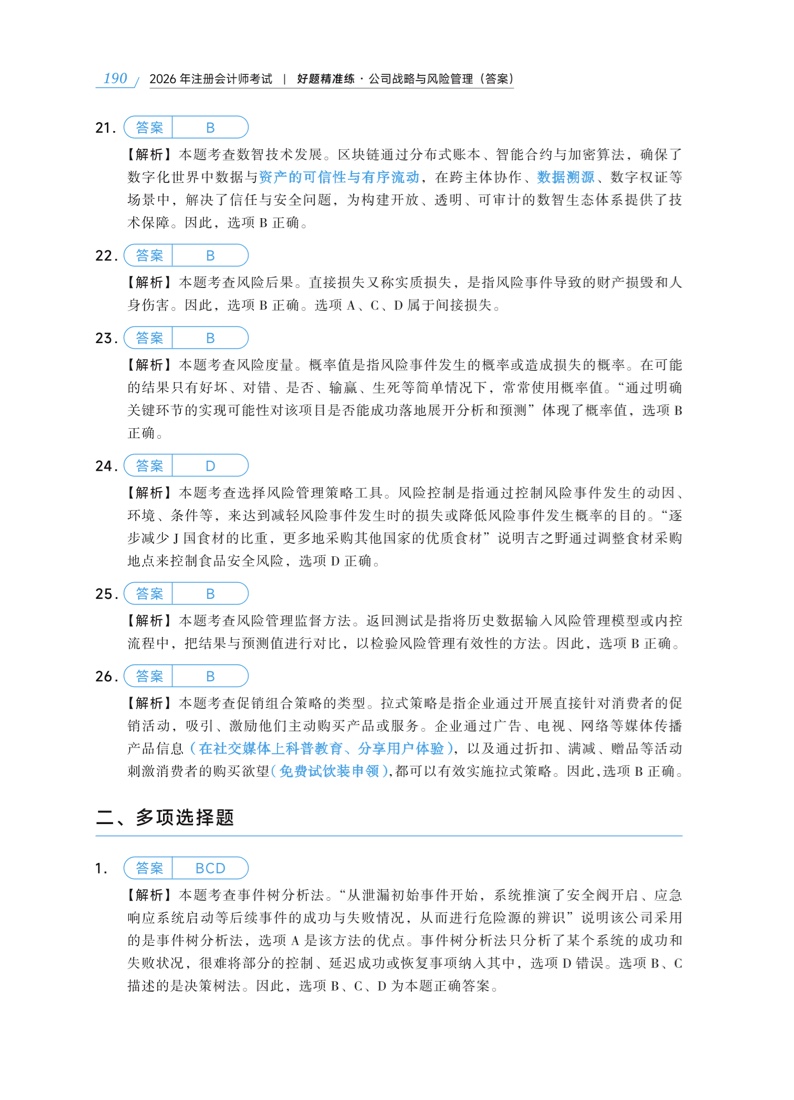 190 2026 年注册会计师考试 | 好题精准练·公司战略与风险管理（答案）
21. 答案 B
【解析】本题考查数智技术发展。区块链通过分布式账本、智能合约与加密算法，确保了
数字化世界中数据与资产的可信性与有序流动，在跨主体协作、数据溯源、数字权证等
场景中，解决了信任与安全问题，为构建开放、透明、可审计的数智生态体系提供了技
术保障。因此，选项 B 正确。
22. 答案 B
【解析】本题考查风险后果。直接损失又称实质损失，是指风险事件导致的财产损毁和人
身伤害。因此，选项 B 正确。选项 A、C、D 属于间接损失。
23. 答案 B
【解析】本题考查风险度量。概率值是指风险事件发生的概率或造成损失的概率。在可能
的结果只有好坏、对错、是否、输赢、生死等简单情况下，常常使用概率值。“通过明确
关键环节的实现可能性对该项目是否能成功落地展开分析和预测”体现了概率值，选项 B
正确。
24. 答案 D
【解析】本题考查选择风险管理策略工具。风险控制是指通过控制风险事件发生的动因、
环境、条件等，来达到减轻风险事件发生时的损失或降低风险事件发生概率的目的。“逐
步减少 J 国食材的比重，更多地采购其他国家的优质食材”说明吉之野通过调整食材采购
地点来控制食品安全风险，选项 D 正确。
25. 答案 B
【解析】本题考查风险管理监督方法。返回测试是指将历史数据输入风险管理模型或内控
流程中，把结果与预测值进行对比，以检验风险管理有效性的方法。因此，选项 B 正确。
26. 答案 B
【解析】本题考查促销组合策略的类型。拉式策略是指企业通过开展直接针对消费者的促
销活动，吸引、激励他们主动购买产品或服务。企业通过广告、电视、网络等媒体传播
产品信息（在社交媒体上科普教育、分享用户体验），以及通过折扣、满减、赠品等活动
刺激消费者的购买欲望（免费试饮装申领），都可以有效实施拉式策略。因此，选项 B 正确。
二、多项选择题
1. 答案 BCD
【解析】本题考查事件树分析法。“从泄漏初始事件开始，系统推演了安全阀开启、应急
响应系统启动等后续事件的成功与失败情况，从而进行危险源的辨识”说明该公司采用
的是事件树分析法，选项 A 是该方法的优点。事件树分析法只分析了某个系统的成功和
失败状况，很难将部分的控制、延迟成功或恢复事项纳入其中，选项 D 错误。选项 B、C
描述的是决策树法。因此，选项 B、C、D 为本题正确答案。